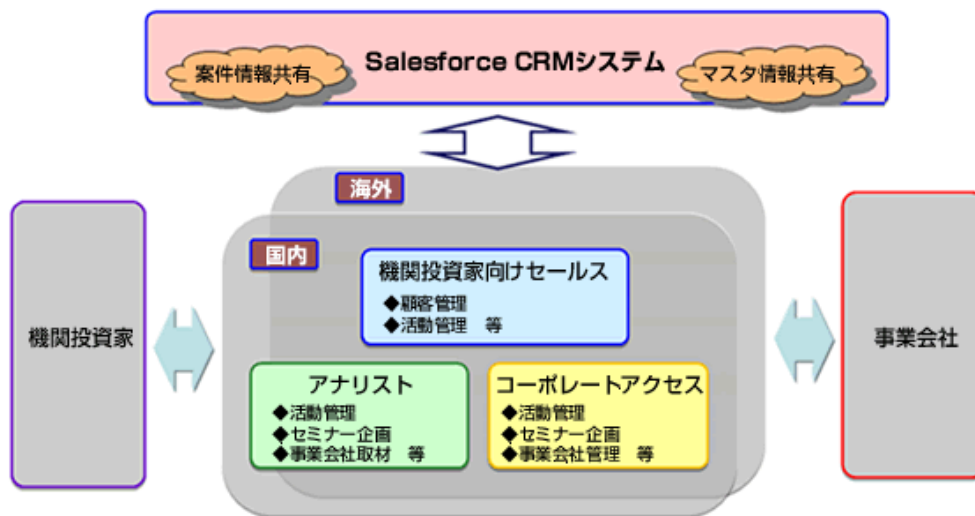 案件情報共有
Salesforce CRMシステム
マスタ情報共有
海外
国内
機関投資家向けセールス
◆顧客管理
◆活動管理　等
機関投資家
事業会社
アナリスト
◆活動管理
◆セミナー企画
◆事業会社取材　等
コーポレートアクセス
◆活動管理
◆セミナー企画
◆事業会社管理　等